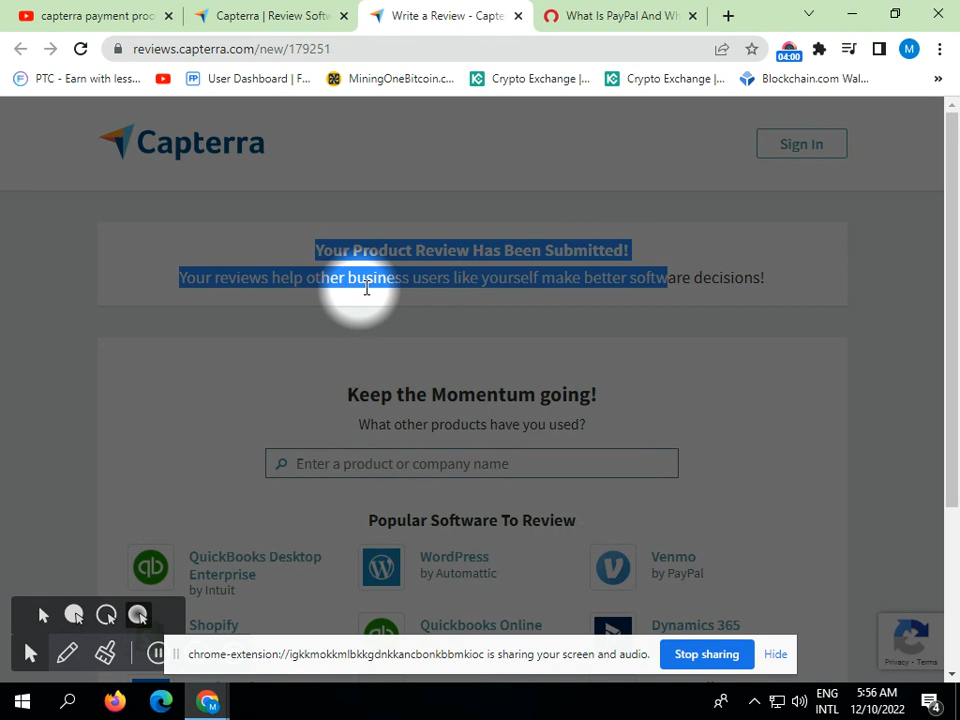 capterra payment proo
Capterra | Review Softw
Write a Review - Capte
What Is PayPal And Wh
reviews.capterra.com/new/179251
04:00
M
PTC - Earn with less...
User Dashboard | F...
MiningOneBitcoin.c...
Crypto Exchange |...
Crypto Exchange |...
Blockchain.com Wal...
»
Capterra
Sign In
Your Product Review Has Been Submitted!
Your reviews help other business users like yourself make better software decisions!
Keep the Momentum going!
What other products have you used?
Enter a product or company name
Popular Software To Review
QuickBooks Desktop
Enterprise
by Intuit
WordPress
by Automattic
Venmo
by PayPal
Shopify
Quickbooks Online
Dynamics 365
Privacy - Terms
chrome-extension://igkkmokkmlbkkgdnkkancbonkbbmkioc is sharing your screen and audio.
Stop sharing
Hide
ENG
INTL
5:56 AM
12/10/2022
4